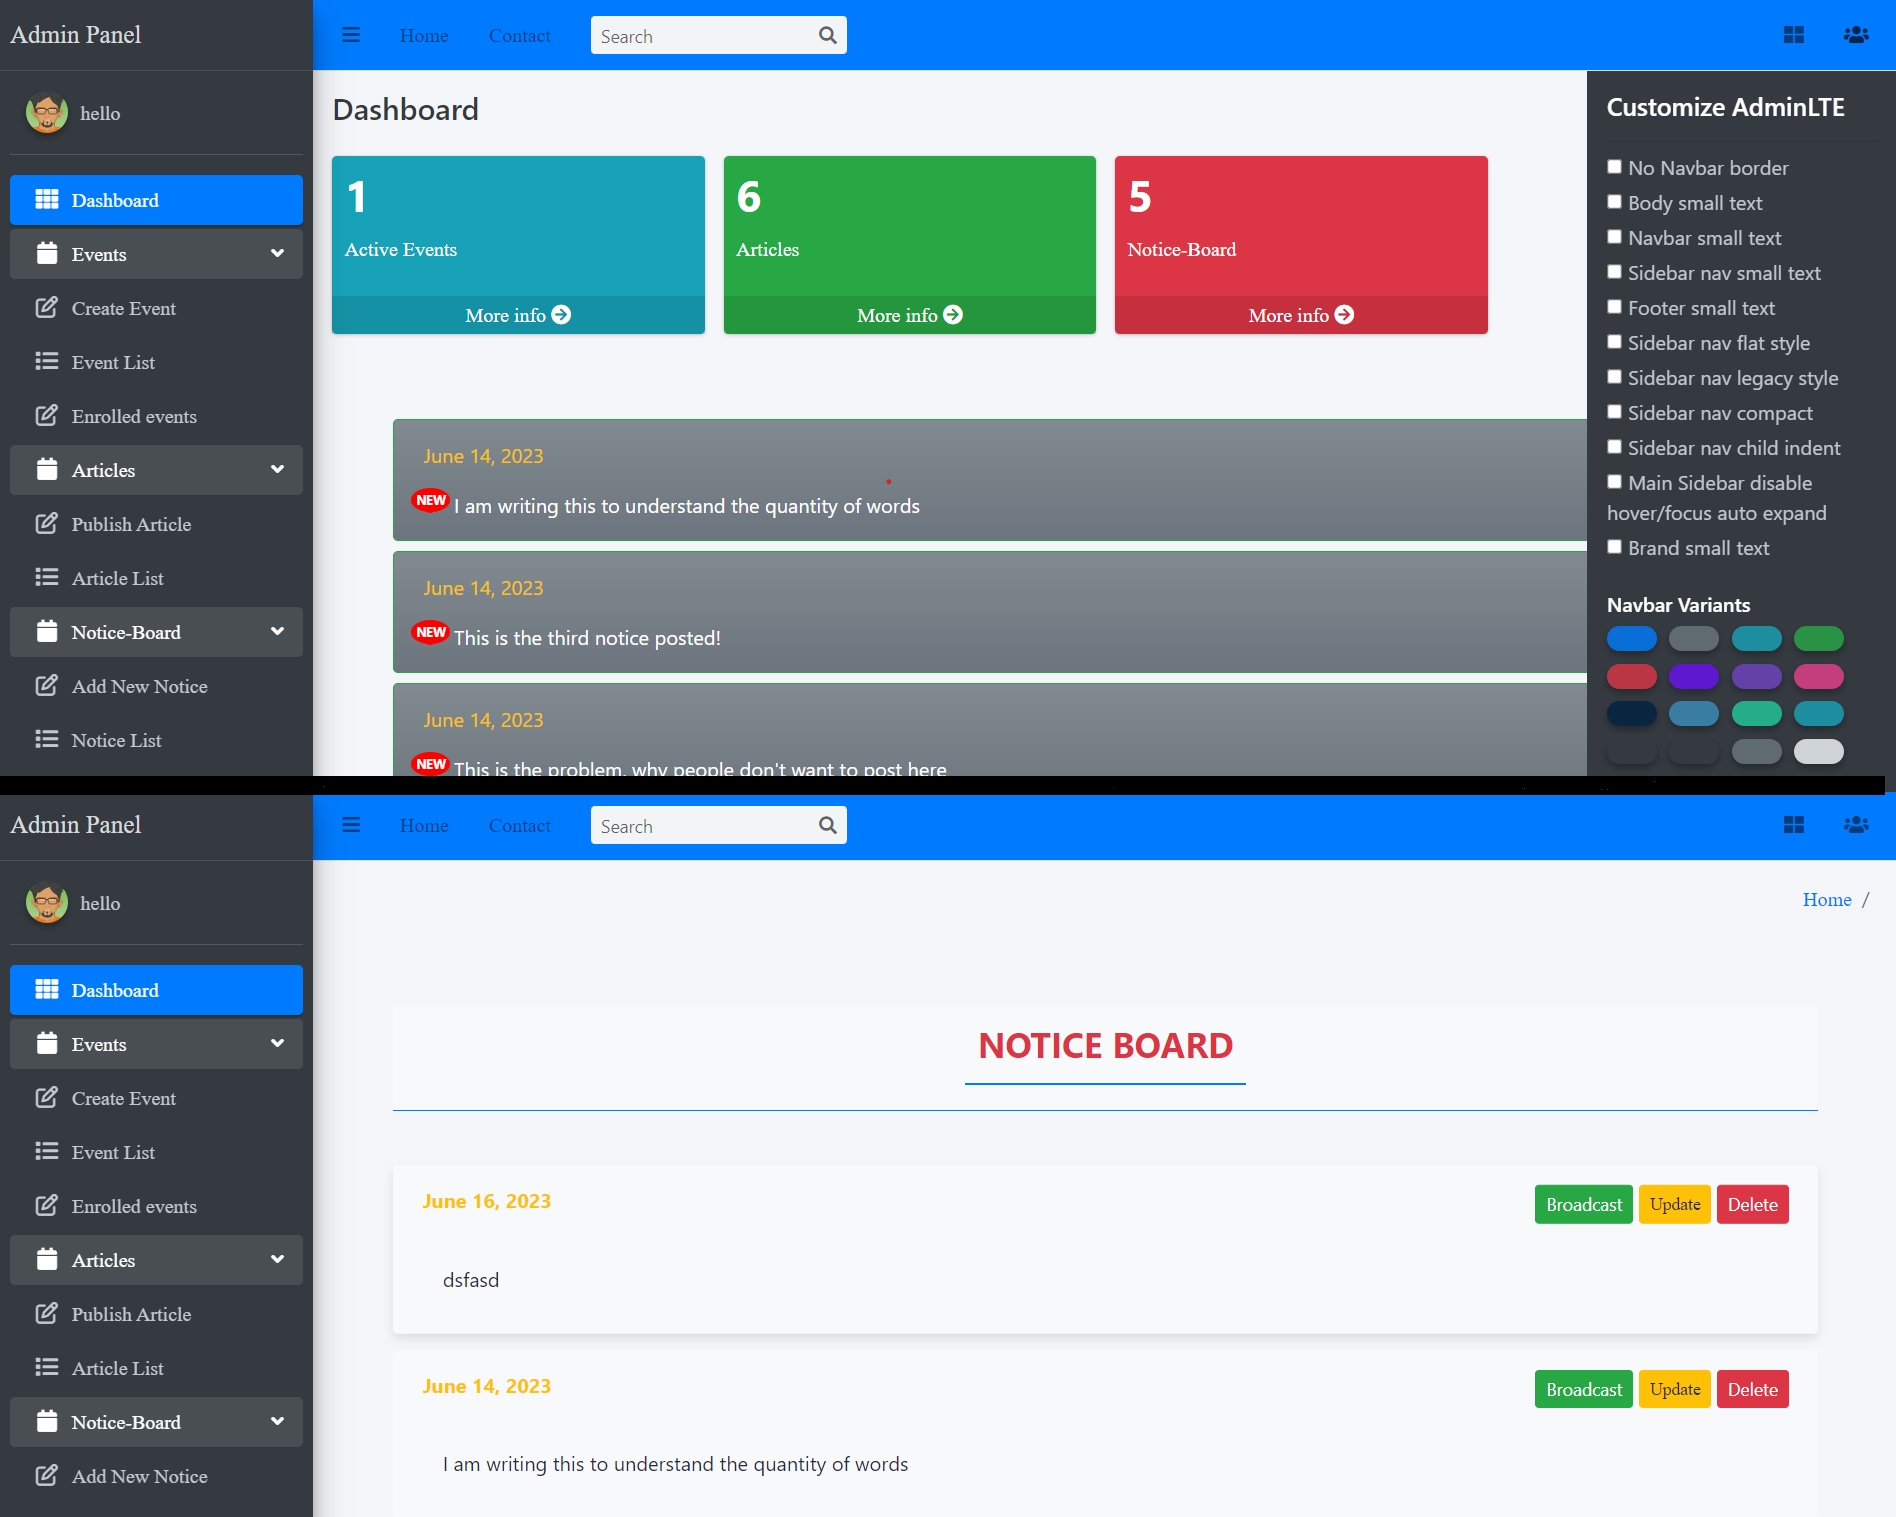 Admin Panel
Home Contact Search
hello
Dashboard
Events
Create Event
Event List
Enrolled events
Articles
Publish Article
Article List
Notice-Board
Add New Notice
Notice List
Dashboard
1
Active Events
More info
6
Articles
More info
5
Notice-Board
More info
June 14, 2023
NEW I am writing this to understand the quantity of words
June 14, 2023
NEW This is the third notice posted!
June 14, 2023
NEW This is the problem, why people don't want to post here
Customize AdminLTE
No Navbar border
Body small text
Navbar small text
Sidebar nav small text
Footer small text
Sidebar nav flat style
Sidebar nav legacy style
Sidebar nav compact
Sidebar nav child indent
Main Sidebar disable
hover/focus auto expand
Brand small text
Navbar Variants
Admin Panel
Home Contact Search
hello
Dashboard
Events
Create Event
Event List
Enrolled events
Articles
Publish Article
Article List
Notice-Board
Add New Notice
Home /
NOTICE BOARD
June 16, 2023
Broadcast Update Delete
dsfasd
June 14, 2023
Broadcast Update Delete
I am writing this to understand the quantity of words